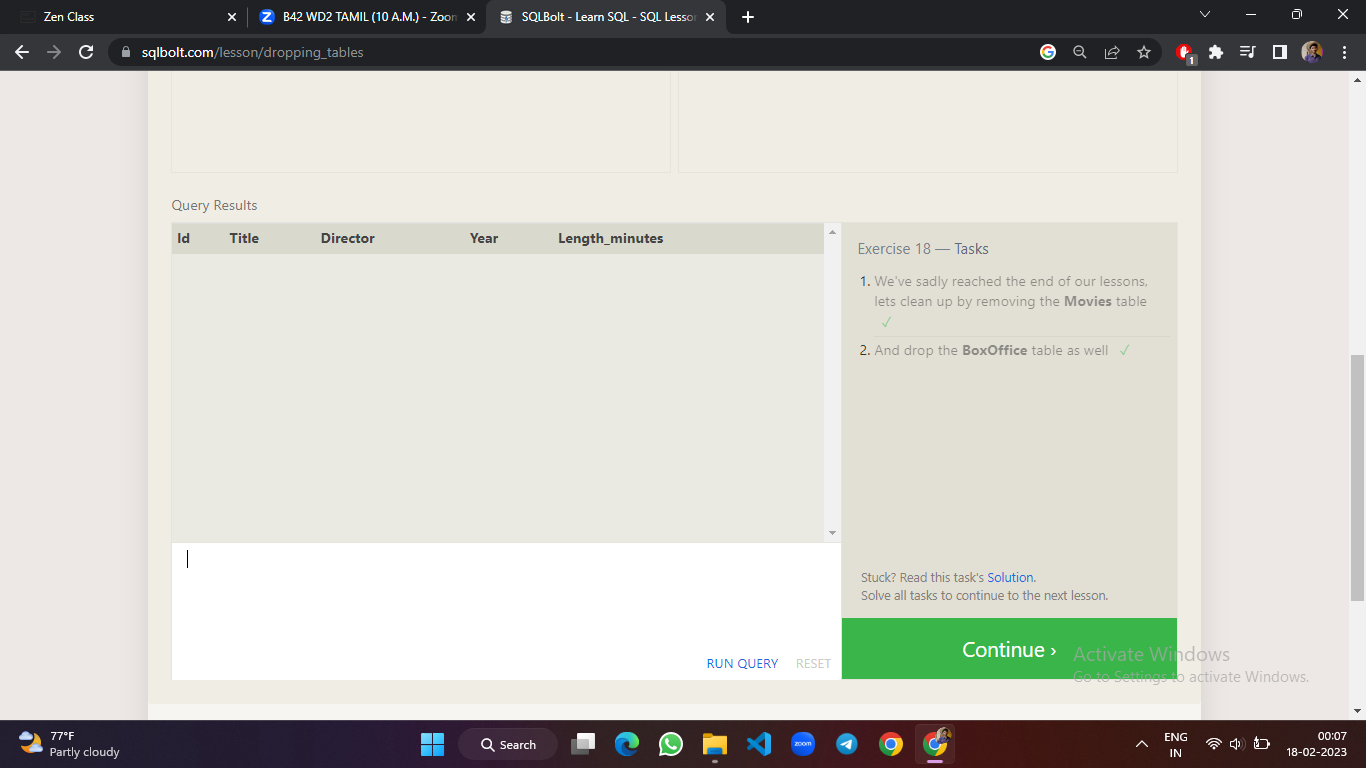 Zen Class
B42 WD2 TAMIL (10 A.M.) - Zoom
SQLBolt - Learn SQL - SQL Lesson
sqlbolt.com/lesson/dropping_tables
1
Query Results
Id Title Director Year Length_minutes
Exercise 18 — Tasks
1. We've sadly reached the end of our lessons,
lets clean up by removing the Movies table
✓
2. And drop the BoxOffice table as well ✓
Stuck? Read this task's Solution.
Solve all tasks to continue to the next lesson.
RUN QUERY RESET
Continue ›
Activate Windows
Go to Settings to activate Windows.
77°F
Partly cloudy
Search
zoom
ENG
IN
00:07
18-02-2023